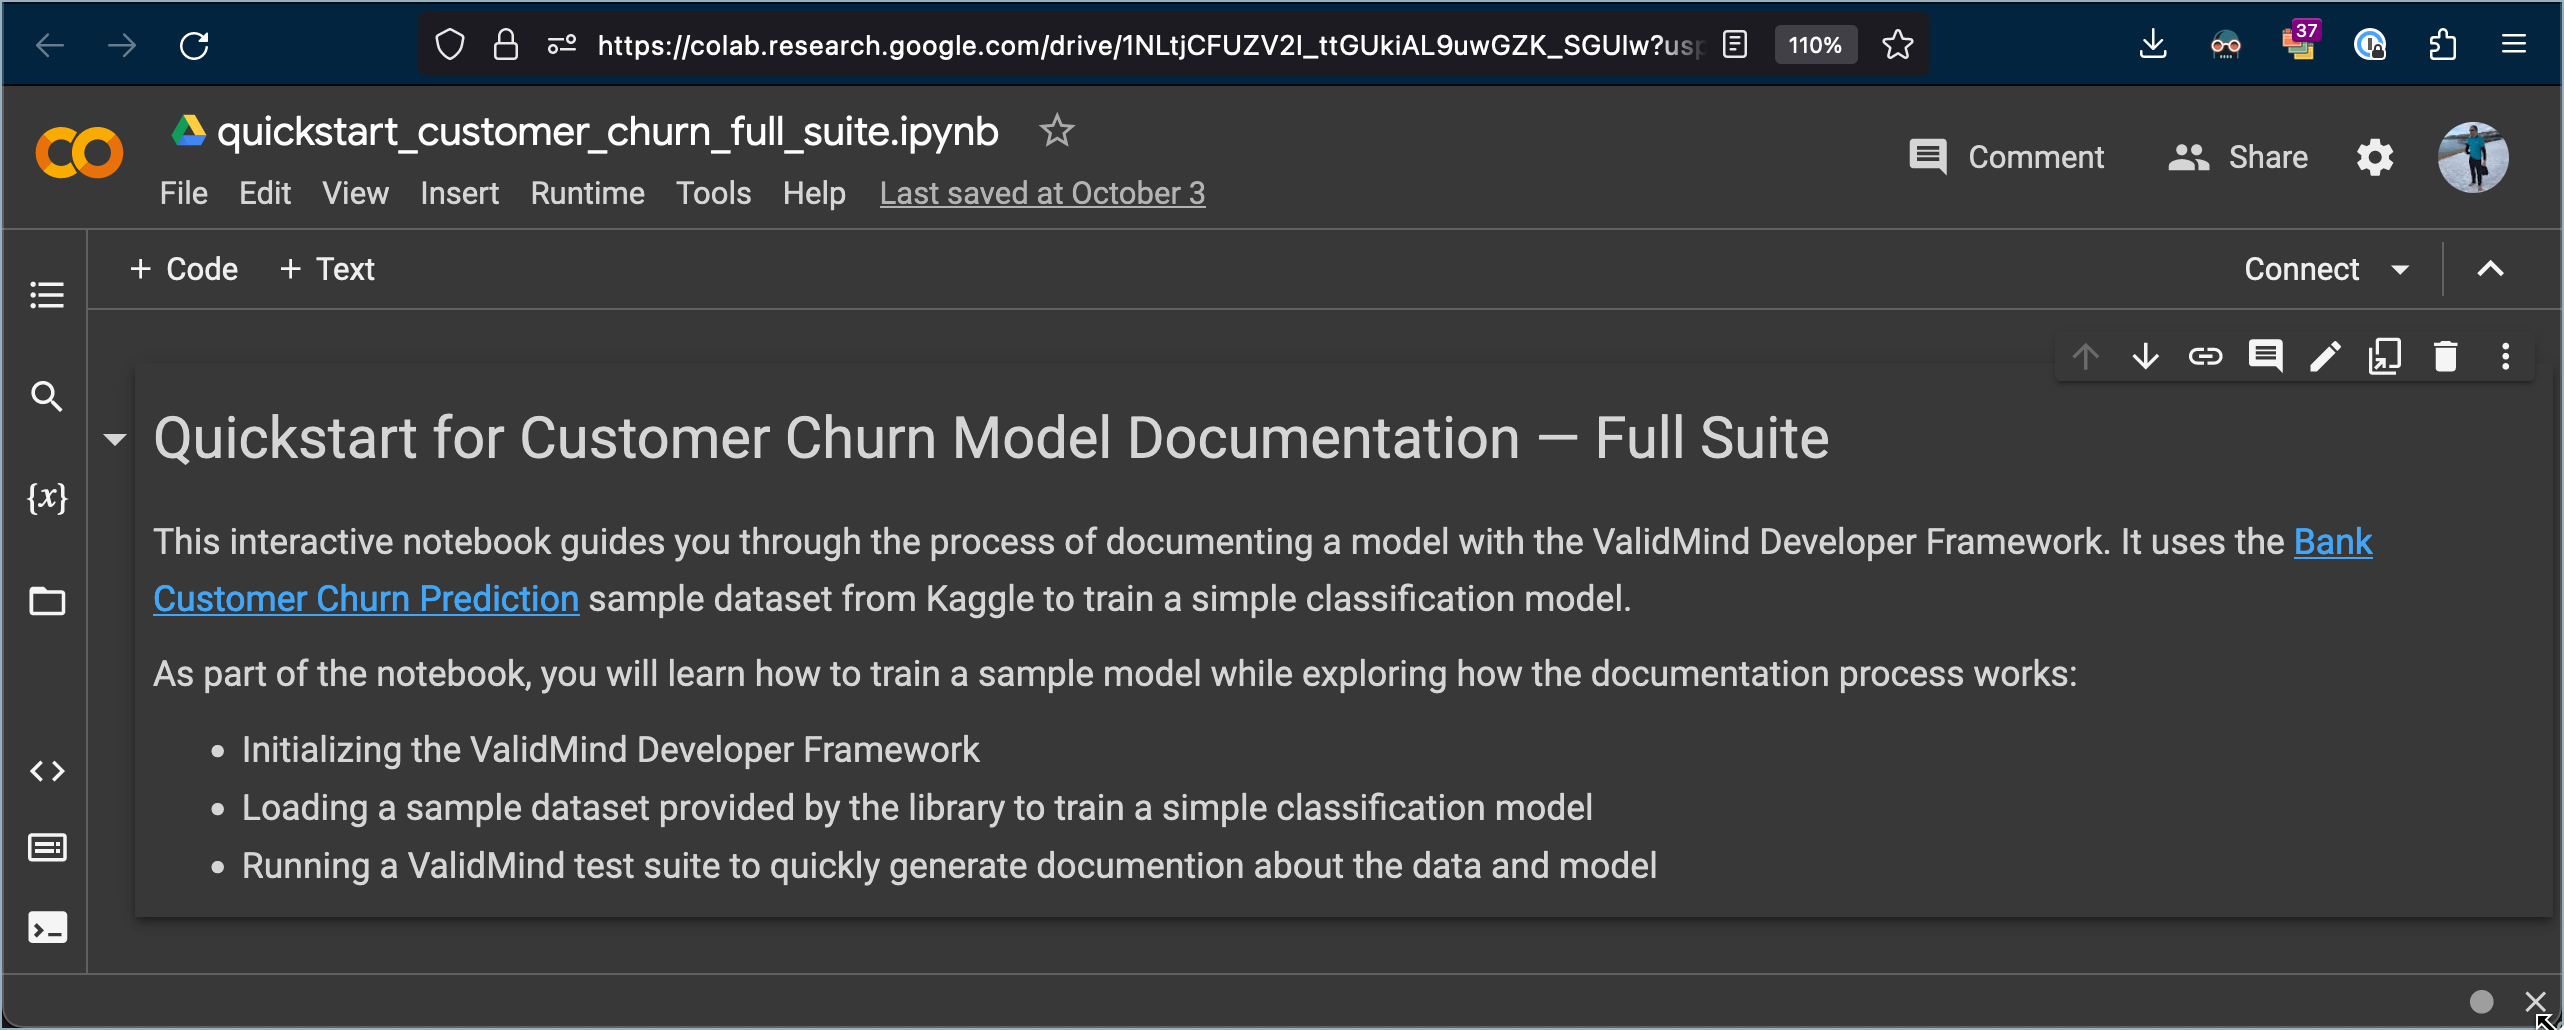 https://colab.research.google.com/drive/1NLtjCFUZV2I_ttGUkiAL9uwGZK_SGUIw?usp
110%
37
quickstart_customer_churn_full_suite.ipynb
Comment
Share
File Edit View Insert Runtime Tools Help Last saved at October 3
+ Code + Text
Connect
Quickstart for Customer Churn Model Documentation — Full Suite
{x}
This interactive notebook guides you through the process of documenting a model with the ValidMind Developer Framework. It uses the Bank
Customer Churn Prediction sample dataset from Kaggle to train a simple classification model.
As part of the notebook, you will learn how to train a sample model while exploring how the documentation process works:
• Initializing the ValidMind Developer Framework
• Loading a sample dataset provided by the library to train a simple classification model
• Running a ValidMind test suite to quickly generate documention about the data and model